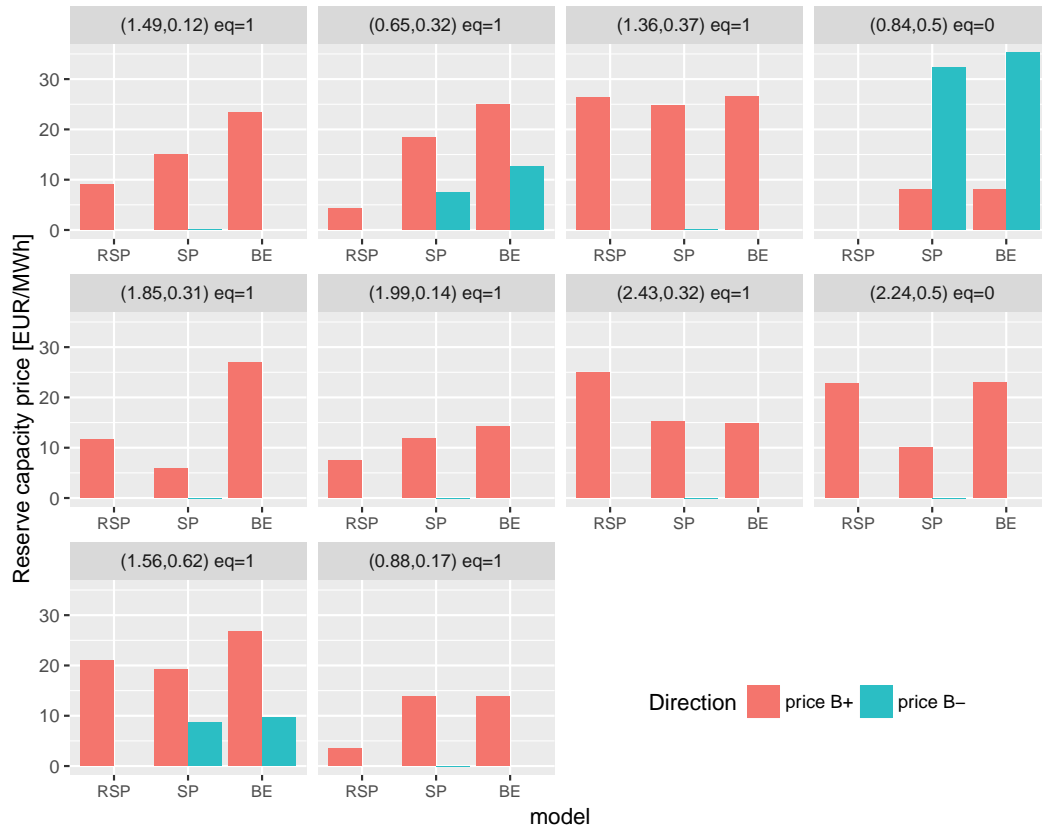 Reserve capacity price [EUR/MWh]
(1.49,0.12) eq=1
(0.65,0.32) eq=1
(1.36,0.37) eq=1
(0.84,0.5) eq=0
30
20
10
0
RSP SP BE
RSP SP BE
RSP SP BE
RSP SP BE
(1.85,0.31) eq=1
(1.99,0.14) eq=1
(2.43,0.32) eq=1
(2.24,0.5) eq=0
30
20
10
0
RSP SP BE
RSP SP BE
RSP SP BE
RSP SP BE
(1.56,0.62) eq=1
(0.88,0.17) eq=1
30
20
10
0
RSP SP BE
RSP SP BE
Direction price B+ price B−
model